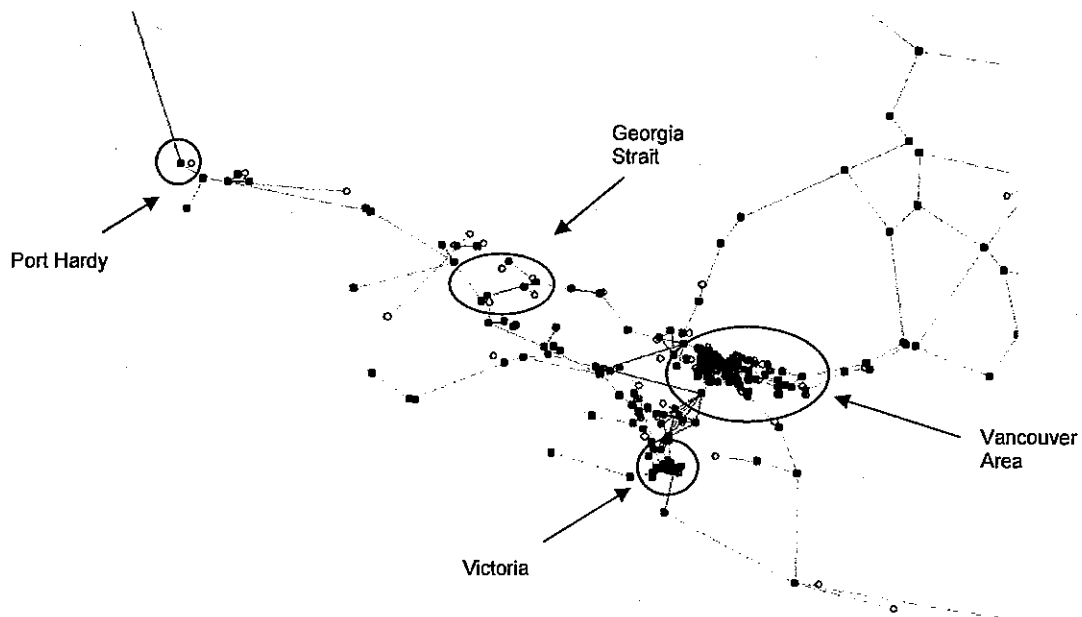 Georgia
Strait
Port Hardy
Vancouver
Area
Victoria